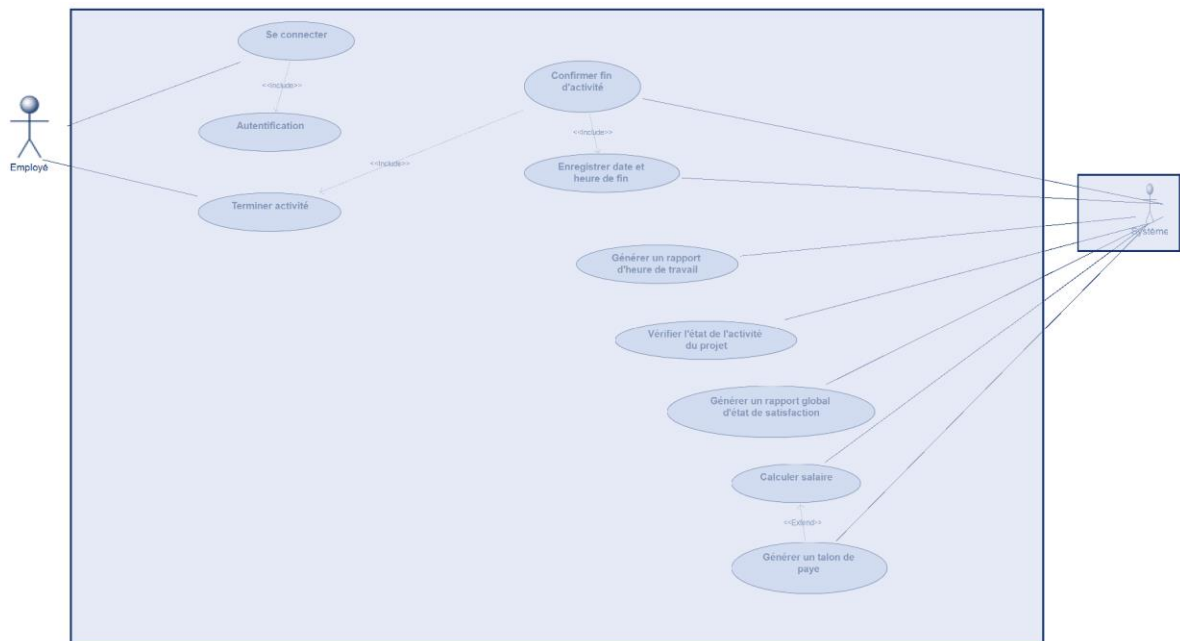 Se connecter
<<Include>>
Autentification
Employé
Terminer activité
<<Include>>
Confirmer fin
d'activité
<<Include>>
Enregistrer date et
heure de fin
Système
Générer un rapport
d'heure de travail
Vérifier l'état de l'activité
du projet
Générer un rapport global
d'état de satisfaction
Calculer salaire
<<Extend>>
Générer un talon de
paye